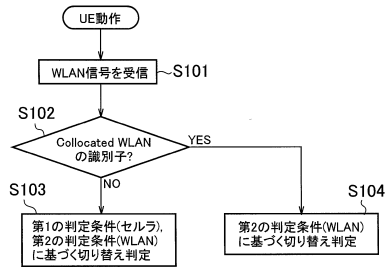 UE動作
WLAN信号を受信
S101
S102
Collocated WLAN
の識別子?
YES
NO
S103
S104
第1の判定条件(セルラ),
第2の判定条件(WLAN)
に基づく切り替え判定
第2の判定条件(WLAN)
に基づく切り替え判定